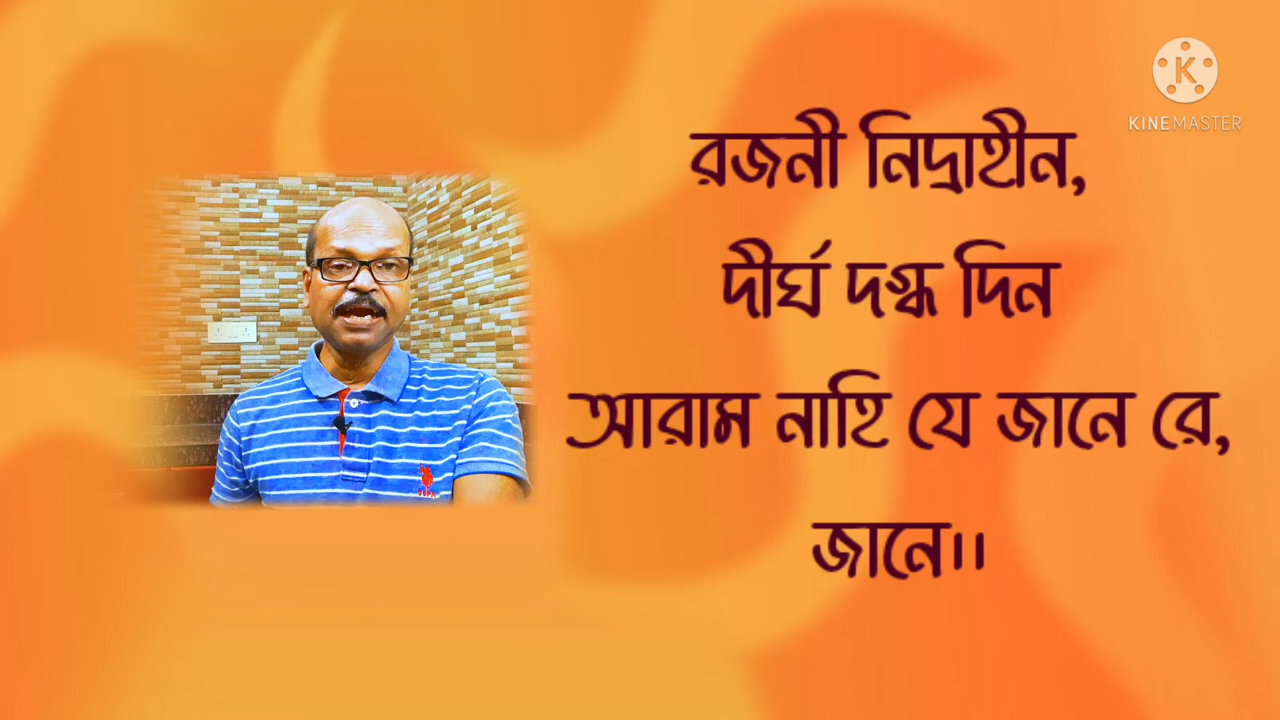 রজনী নিদ্রাহীন,
দীর্ঘ দগ্ধ দিন
আরাম নাহি যে জানে রে,
জানে।।
KINEMASTER